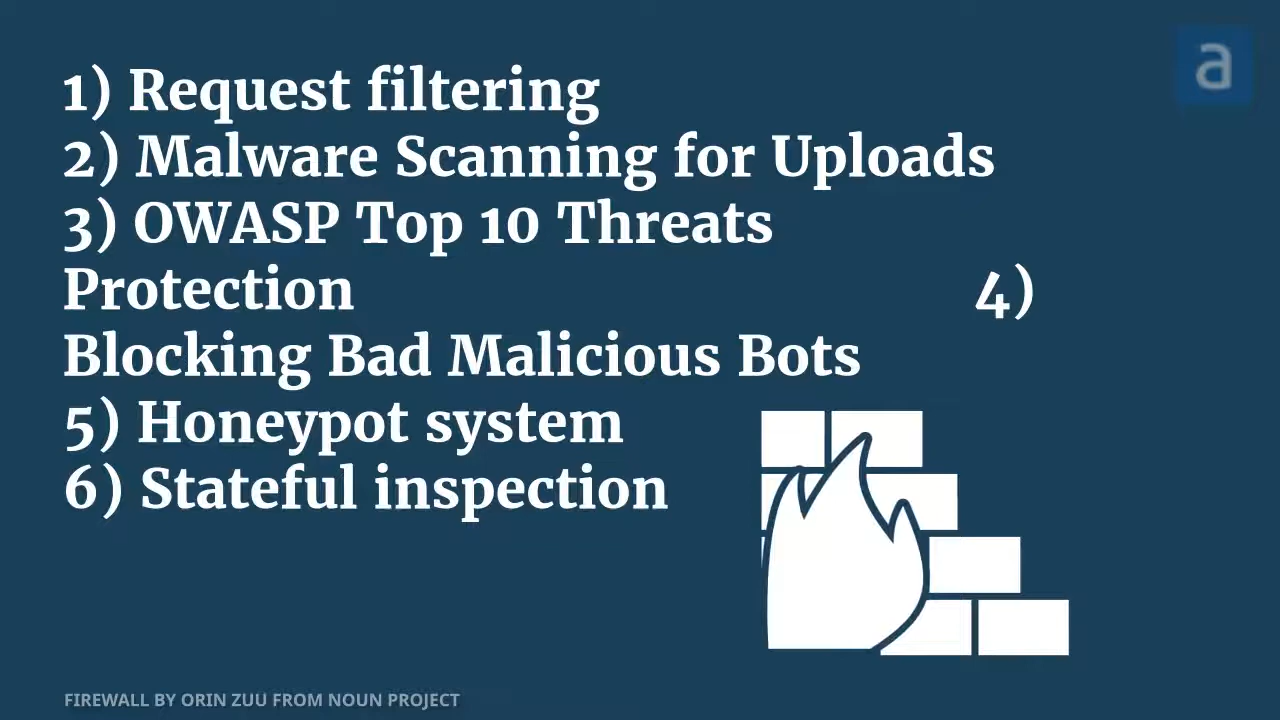 a
1) Request filtering
2) Malware Scanning for Uploads
3) OWASP Top 10 Threats
Protection 4)
Blocking Bad Malicious Bots
5) Honeypot system
6) Stateful inspection
FIREWALL BY ORIN ZUU FROM NOUN PROJECT